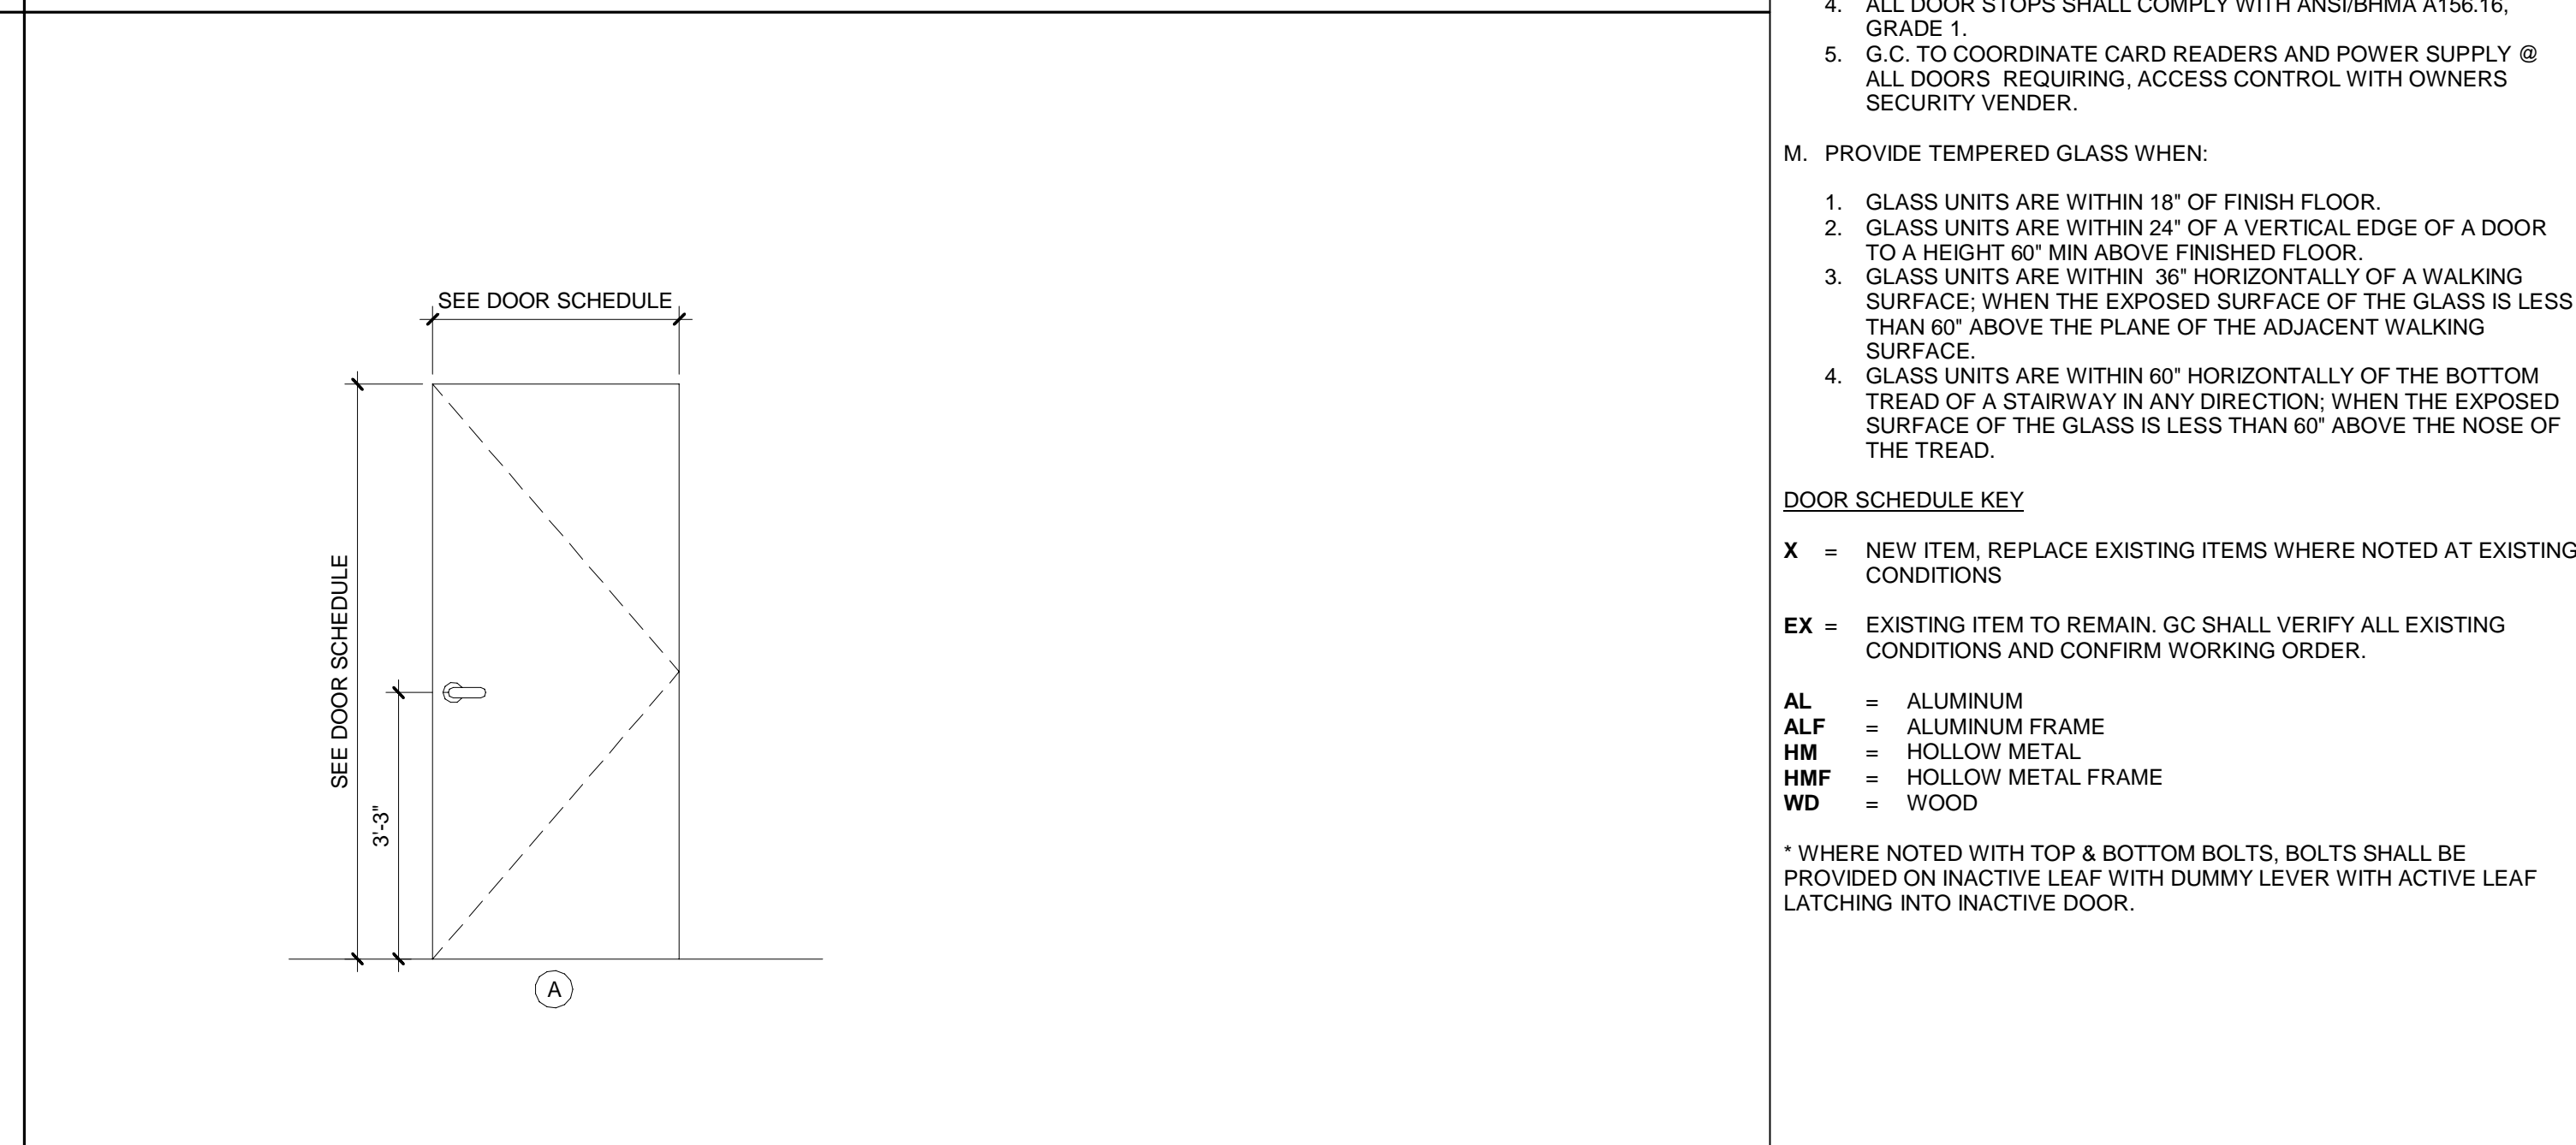 SEE DOOR SCHEDULE
SEE DOOR SCHEDULE
3'-3"
A
4. ALL DOOR STOPS SHALL COMPLY WITH ANSI/BHMA A156.16,
GRADE 1.
5. G.C. TO COORDINATE CARD READERS AND POWER SUPPLY @
ALL DOORS REQUIRING, ACCESS CONTROL WITH OWNERS
SECURITY VENDER.
M. PROVIDE TEMPERED GLASS WHEN:
1. GLASS UNITS ARE WITHIN 18" OF FINISH FLOOR.
2. GLASS UNITS ARE WITHIN 24" OF A VERTICAL EDGE OF A DOOR
TO A HEIGHT 60" MIN ABOVE FINISHED FLOOR.
3. GLASS UNITS ARE WITHIN 36" HORIZONTALLY OF A WALKING
SURFACE; WHEN THE EXPOSED SURFACE OF THE GLASS IS LESS
THAN 60" ABOVE THE PLANE OF THE ADJACENT WALKING
SURFACE.
4. GLASS UNITS ARE WITHIN 60" HORIZONTALLY OF THE BOTTOM
TREAD OF A STAIRWAY IN ANY DIRECTION; WHEN THE EXPOSED
SURFACE OF THE GLASS IS LESS THAN 60" ABOVE THE NOSE OF
THE TREAD.
DOOR SCHEDULE KEY
X = NEW ITEM, REPLACE EXISTING ITEMS WHERE NOTED AT EXISTING
CONDITIONS
EX = EXISTING ITEM TO REMAIN. GC SHALL VERIFY ALL EXISTING
CONDITIONS AND CONFIRM WORKING ORDER.
AL = ALUMINUM
ALF = ALUMINUM FRAME
HM = HOLLOW METAL
HMF = HOLLOW METAL FRAME
WD = WOOD
* WHERE NOTED WITH TOP & BOTTOM BOLTS, BOLTS SHALL BE
PROVIDED ON INACTIVE LEAF WITH DUMMY LEVER WITH ACTIVE LEAF
LATCHING INTO INACTIVE DOOR.